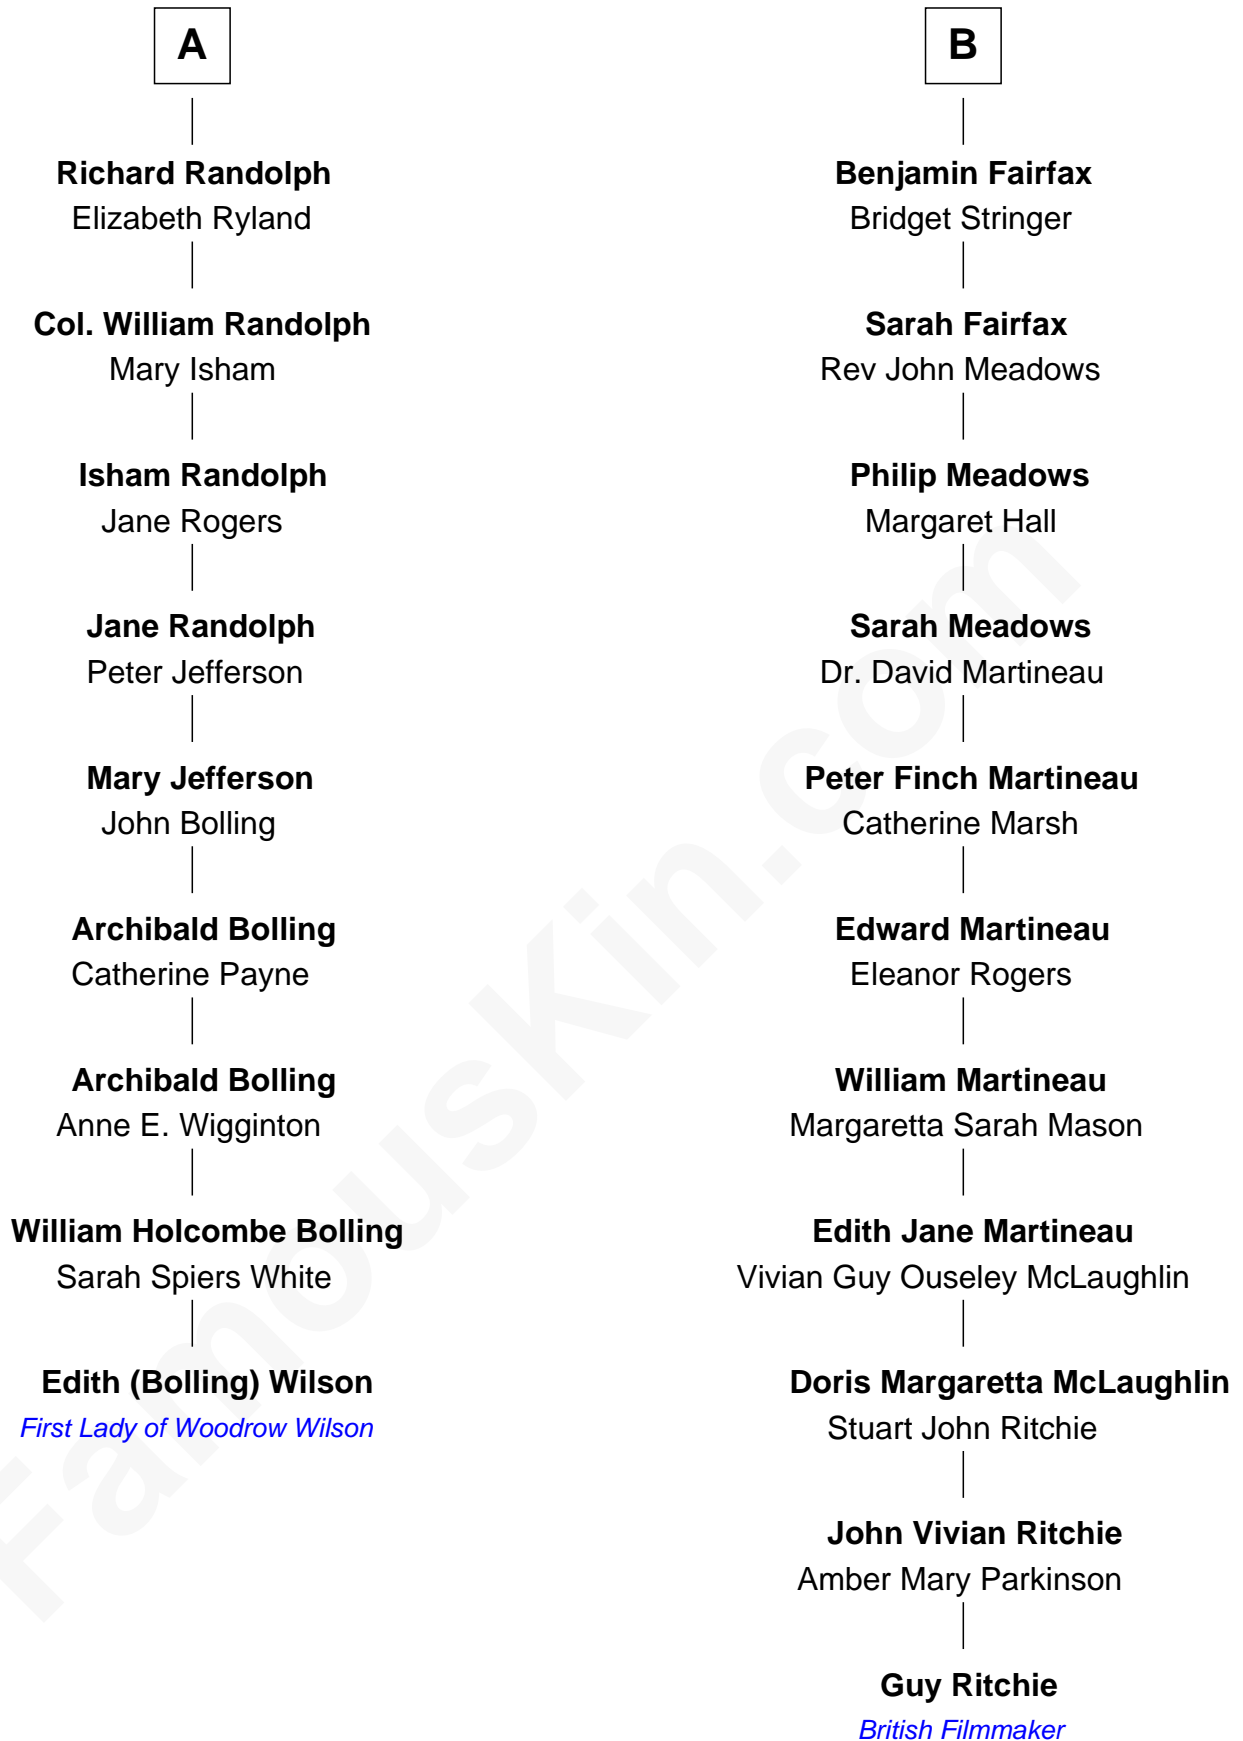 A
Richard Randolph
Elizabeth Ryland
Col. William Randolph
Mary Isham
Isham Randolph
Jane Rogers
Jane Randolph
Peter Jefferson
Mary Jefferson
John Bolling
Archibald Bolling
Catherine Payne
Archibald Bolling
Anne E. Wigginton
William Holcombe Bolling
Sarah Spiers White
Edith (Bolling) Wilson
First Lady of Woodrow Wilson
B
Benjamin Fairfax
Bridget Stringer
Sarah Fairfax
Rev John Meadows
Philip Meadows
Margaret Hall
Sarah Meadows
Dr. David Martineau
Peter Finch Martineau
Catherine Marsh
Edward Martineau
Eleanor Rogers
William Martineau
Margaretta Sarah Mason
Edith Jane Martineau
Vivian Guy Ouseley McLaughlin
Doris Margaretta McLaughlin
Stuart John Ritchie
John Vivian Ritchie
Amber Mary Parkinson
Guy Ritchie
British Filmmaker
FamousKin.com